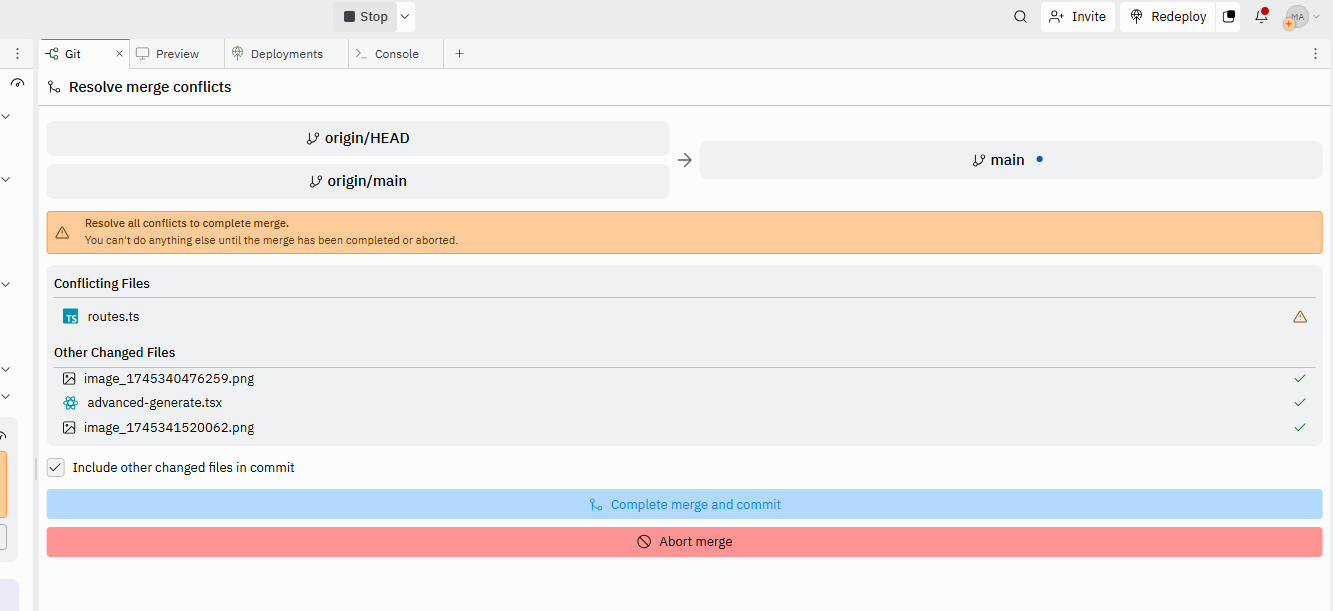 Stop
Invite
Redeploy
MA
Git
Preview
Deployments
Console
Resolve merge conflicts
origin/HEAD
origin/main
main
Resolve all conflicts to complete merge.
You can't do anything else until the merge has been completed or aborted.
Conflicting Files
TS routes.ts
Other Changed Files
image_1745340476259.png
advanced-generate.tsx
image_1745341520062.png
Include other changed files in commit
Complete merge and commit
Abort merge